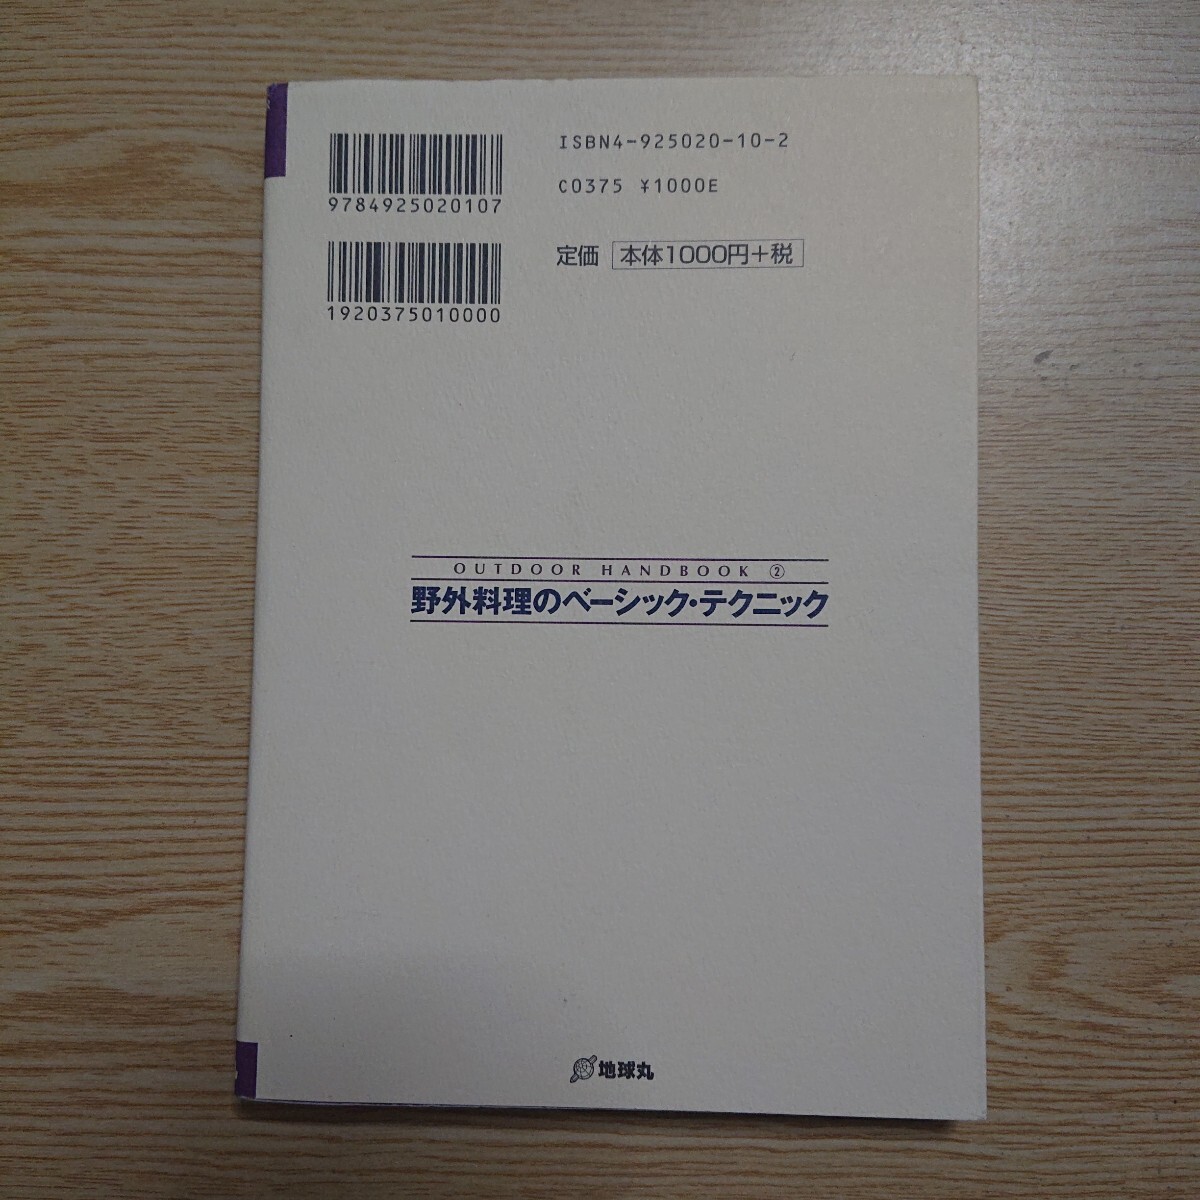 9784925020107
ISBN4-925020-10-2
C0375 ¥1000E
1920375010000
定価 本体1000円+税
OUTDOOR HANDBOOK ②
野外料理のベーシック・テクニック
地球丸